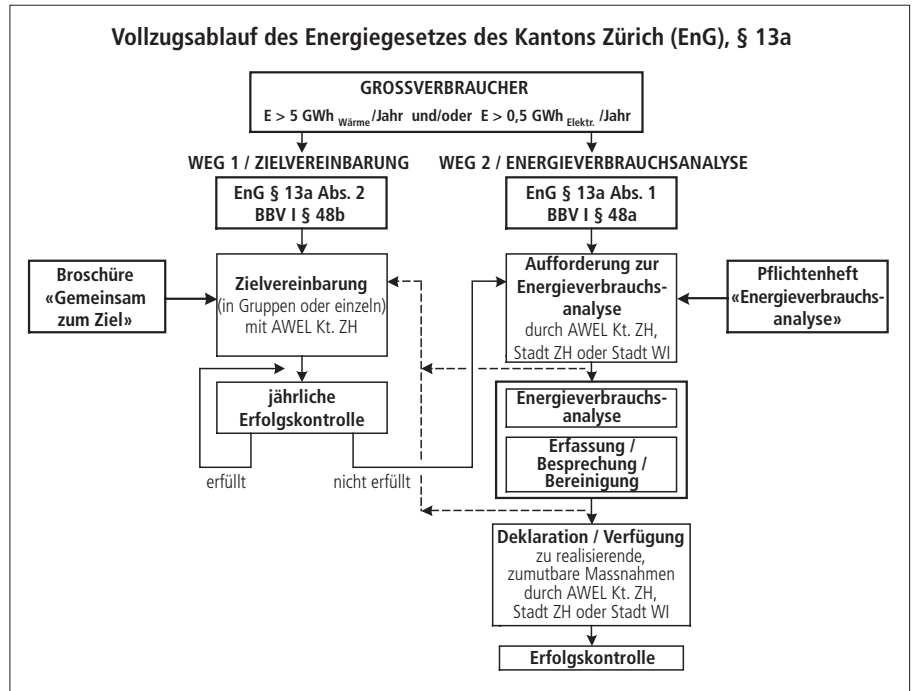 Vollzugsablauf des Energiegesetzes des Kantons Zürich (EnG), § 13a
GROSSVERBRAUCHER
E > 5 GWh Wärme /Jahr und/oder E > 0,5 GWh Elektr. /Jahr
WEG 1 / ZIELVEREINBARUNG
EnG § 13a Abs. 2
BBV I § 48b
Broschüre
«Gemeinsam
zum Ziel»
Zielvereinbarung
(in Gruppen oder einzeln)
mit AWEL Kt. ZH
jährliche
Erfolgskontrolle
erfüllt
nicht erfüllt
WEG 2 / ENERGIEVERBRAUCHSANALYSE
EnG § 13a Abs. 1
BBV I § 48a
Aufforderung zur
Energieverbrauchs-
analyse
durch AWEL Kt. ZH,
Stadt ZH oder Stadt WI
Pflichtenheft
«Energieverbrauchs-
analyse»
Energieverbrauchs-
analyse
Erfassung /
Besprechung /
Bereinigung
Deklaration / Verfügung
zu realisierende,
zumutbare Massnahmen
durch AWEL Kt. ZH,
Stadt ZH oder Stadt WI
Erfolgskontrolle